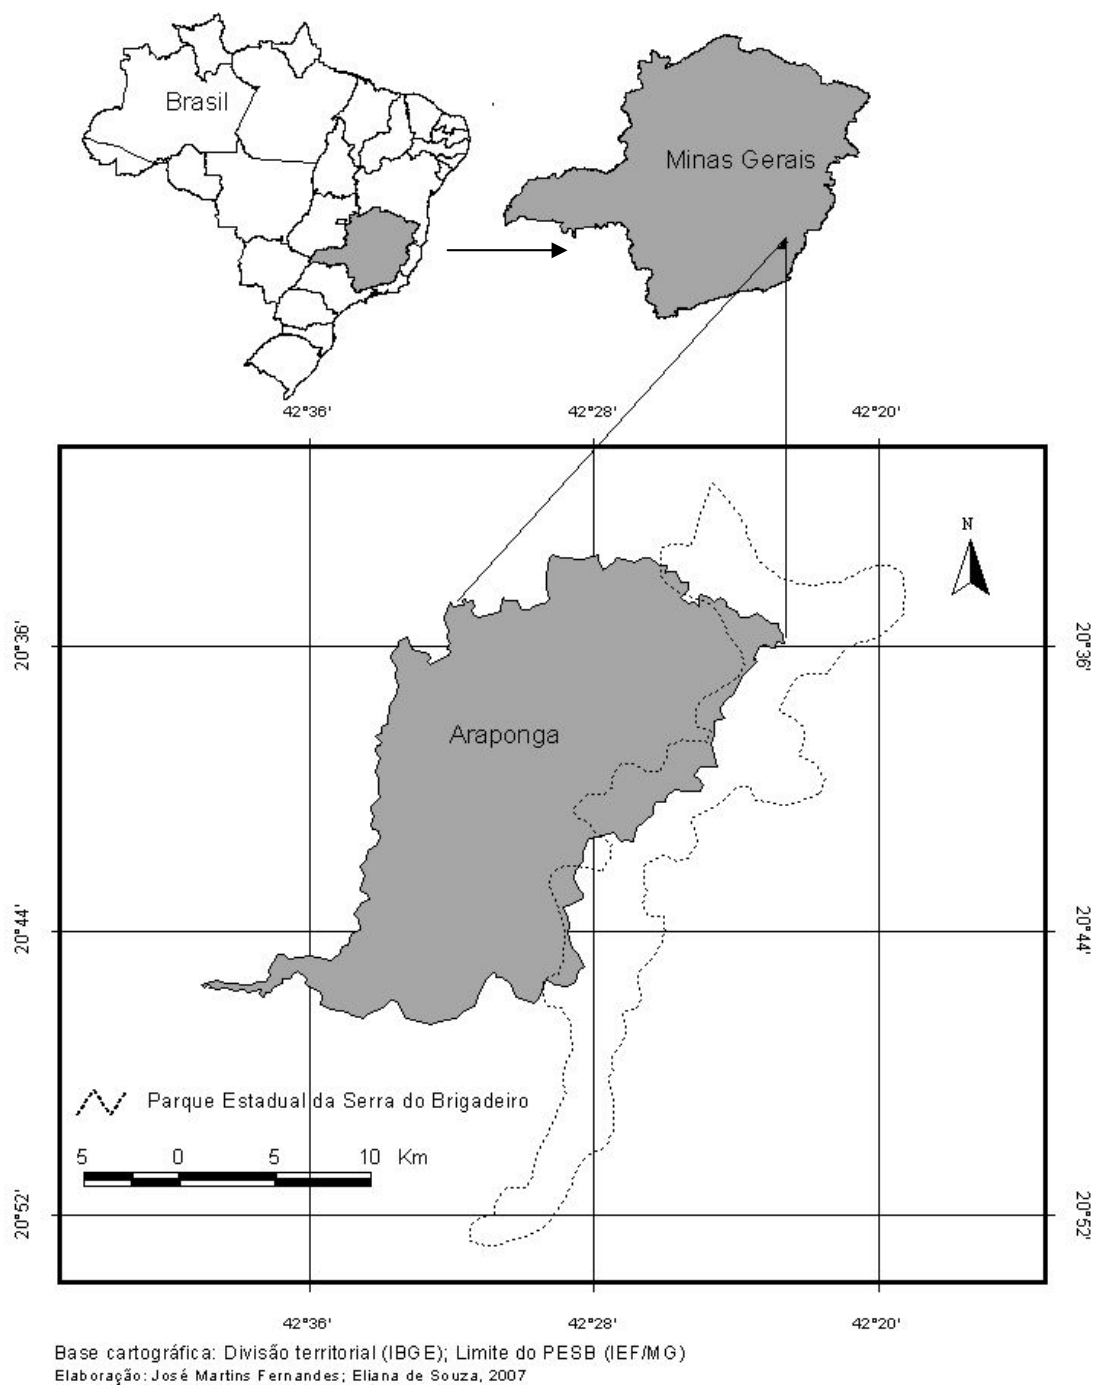 Brasil
Minas Gerais
42°36'
42°28'
42°20'
N
20°36'
20°36'
Araponga
20°44'
20°44'
Parque Estadual da Serra do Brigadeiro
5 0 5 10 Km
20°52'
20°52'
42°36'
42°28'
42°20'
Base cartográfica: Divisão territorial (IBGE); Limite do PESB (IEF/MG)
Elaboração: José Martins Fernandes; Eliana de Souza, 2007